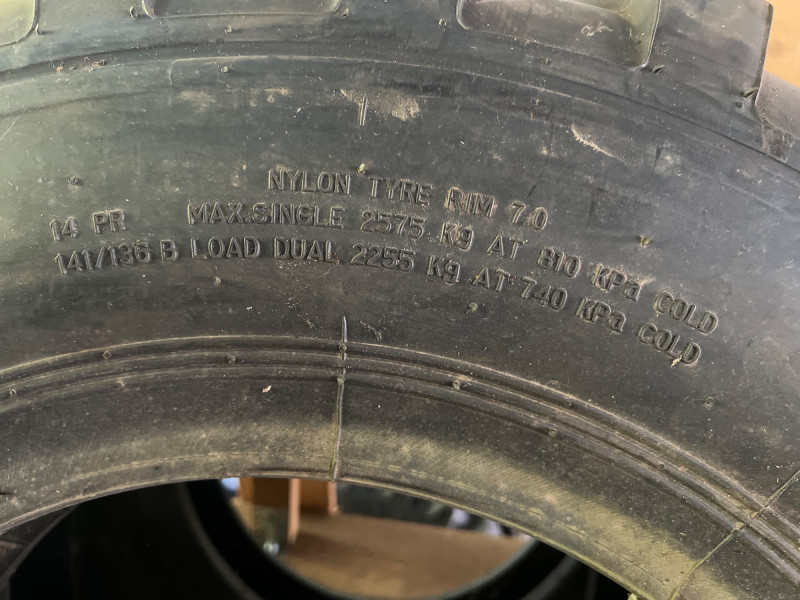 NYLON TYRE RIM 7.0
14 PR MAX.SINGLE 2575 Kg AT 810 KPa COLD
141/136 B LOAD DUAL 2255 Kg AT 740 KPa COLD